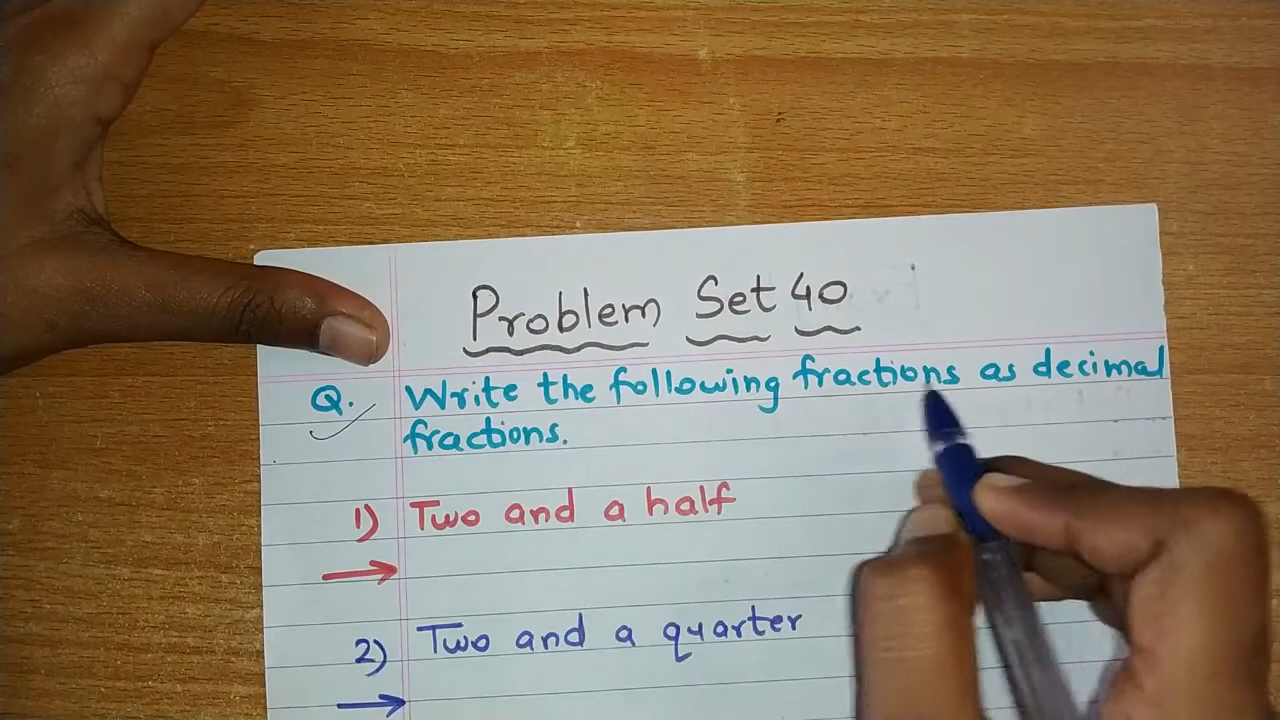 Problem Set 40
Q. Write the following fractions as decimal
fractions.
1) Two and a half
2) Two and a quarter